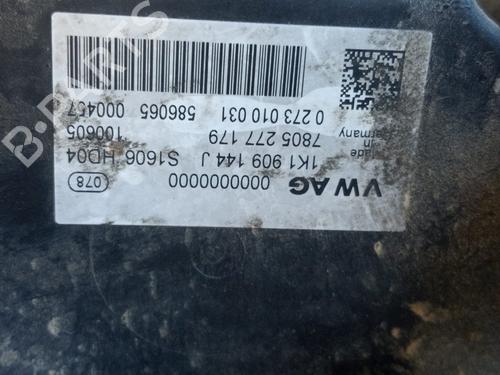 VW AG 0000000000 078
1K1 909 144 J S1606 HD04
7805 277 179 100605
0 273 010 031 586065 000457
Made
in
Germany
B-PARTS